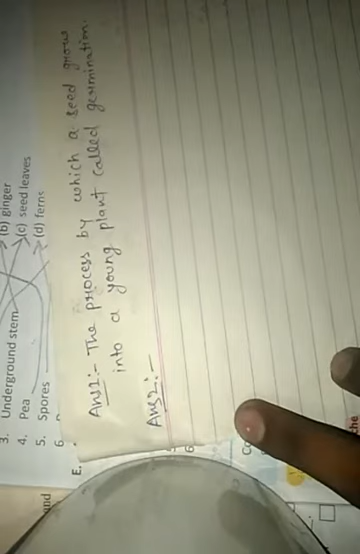 (b) ginger
3. Underground stem (c) seed leaves
4. Pea (d) ferns
5. Spores
6.
E.
Ans1:- The process by which a seed grow
into a young plant called germination.
Ans2:-